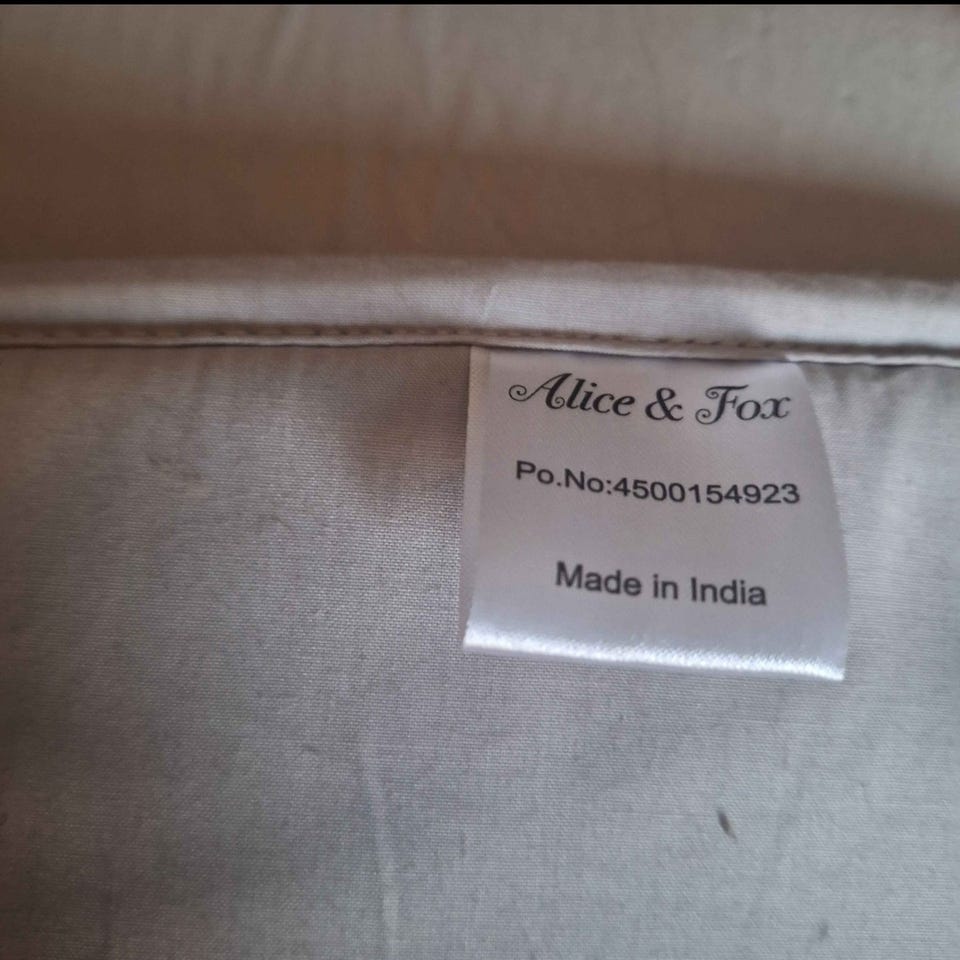 Alice & Fox
Po.No:4500154923
Made in India